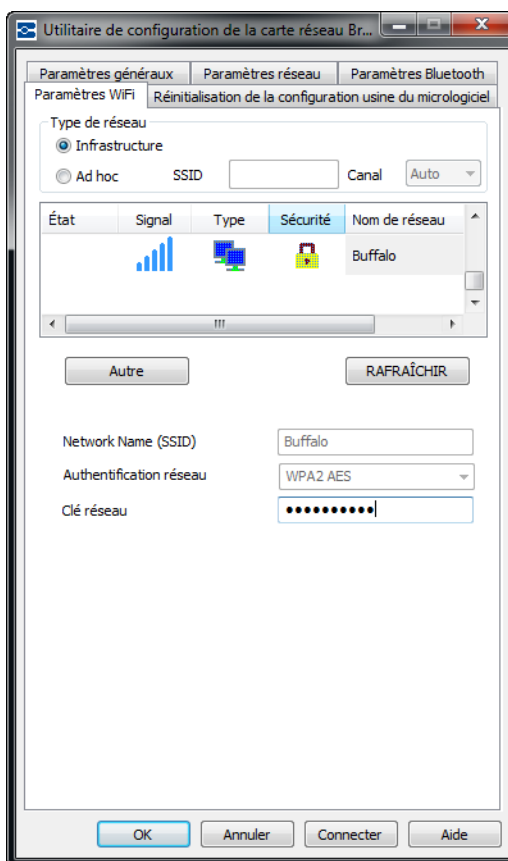 Utilitaire de configuration de la carte réseau Br...
Paramètres généraux Paramètres réseau Paramètres Bluetooth
Paramètres WiFi Réinitialisation de la configuration usine du micrologiciel
Type de réseau
Infrastructure
Ad hoc SSID Canal Auto
État Signal Type Sécurité Nom de réseau
Buffalo
Autre RAFRAÎCHIR
Network Name (SSID) Buffalo
Authentification réseau WPA2 AES
Clé réseau ••••••••••
OK Annuler Connecter Aide